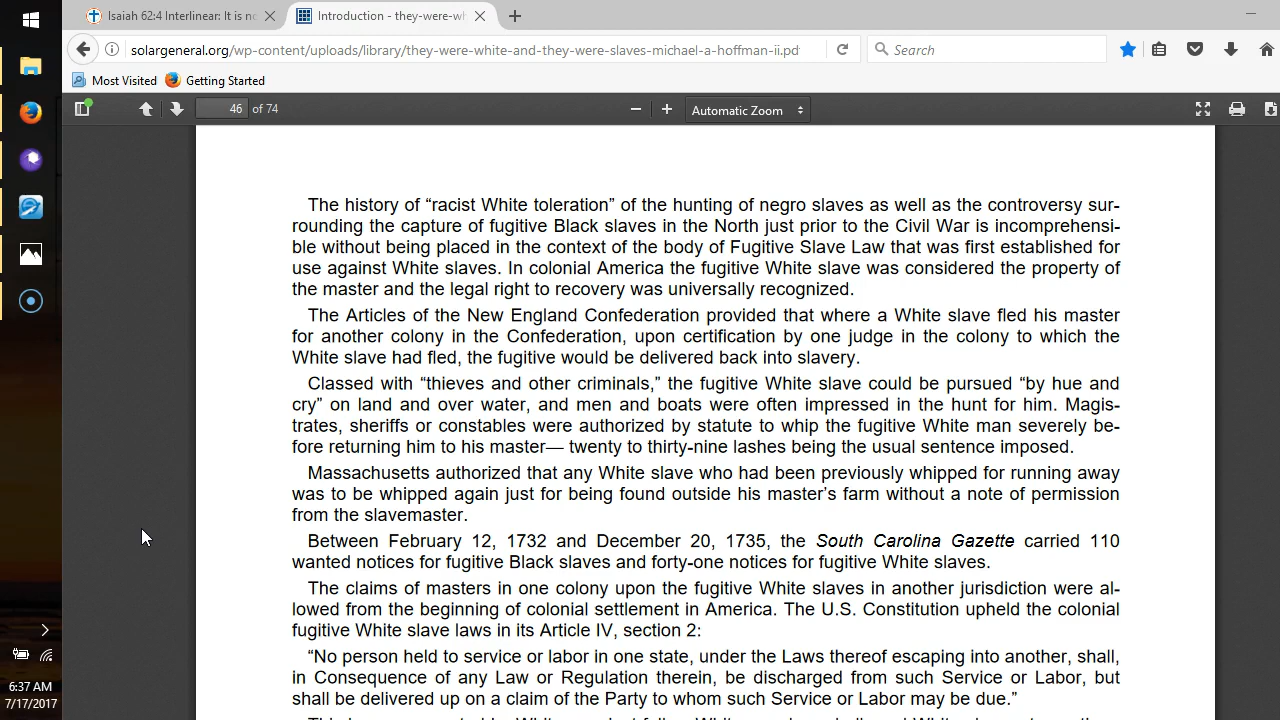 Isaiah 62:4 Interlinear: It is no
Introduction - they-were-wh
solargeneral.org/wp-content/uploads/library/they-were-white-and-they-were-slaves-michael-a-hoffman-ii.pdf
Search
Most Visited
Getting Started
46 of 74
Automatic Zoom
The history of “racist White toleration” of the hunting of negro slaves as well as the controversy sur-
rounding the capture of fugitive Black slaves in the North just prior to the Civil War is incomprehensi-
ble without being placed in the context of the body of Fugitive Slave Law that was first established for
use against White slaves. In colonial America the fugitive White slave was considered the property of
the master and the legal right to recovery was universally recognized.
The Articles of the New England Confederation provided that where a White slave fled his master
for another colony in the Confederation, upon certification by one judge in the colony to which the
White slave had fled, the fugitive would be delivered back into slavery.
Classed with “thieves and other criminals,” the fugitive White slave could be pursued “by hue and
cry” on land and over water, and men and boats were often impressed in the hunt for him. Magis-
trates, sheriffs or constables were authorized by statute to whip the fugitive White man severely be-
fore returning him to his master— twenty to thirty-nine lashes being the usual sentence imposed.
Massachusetts authorized that any White slave who had been previously whipped for running away
was to be whipped again just for being found outside his master’s farm without a note of permission
from the slavemaster.
Between February 12, 1732 and December 20, 1735, the South Carolina Gazette carried 110
wanted notices for fugitive Black slaves and forty-one notices for fugitive White slaves.
The claims of masters in one colony upon the fugitive White slaves in another jurisdiction were al-
lowed from the beginning of colonial settlement in America. The U.S. Constitution upheld the colonial
fugitive White slave laws in its Article IV, section 2:
“No person held to service or labor in one state, under the Laws thereof escaping into another, shall,
in Consequence of any Law or Regulation therein, be discharged from such Service or Labor, but
shall be delivered up on a claim of the Party to whom such Service or Labor may be due.”
6:37 AM
7/17/2017